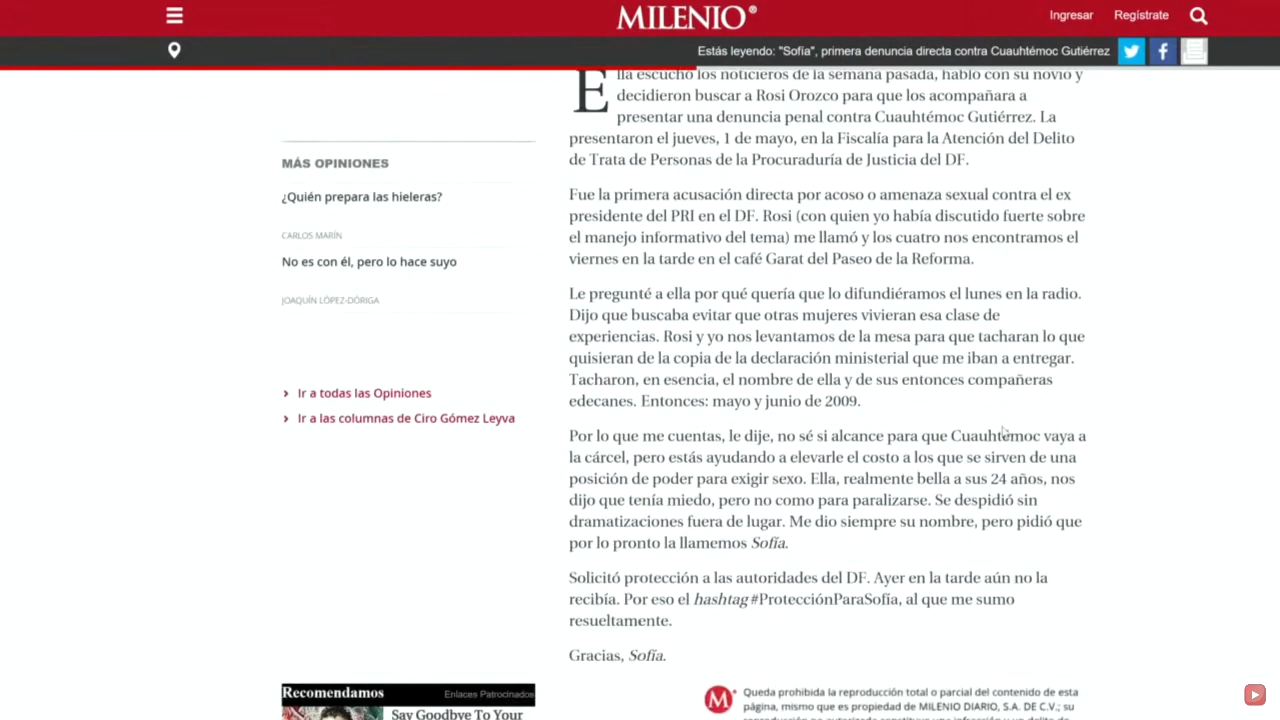 MILENIO®
Ingresar
Regístrate
Estás leyendo: "Sofía", primera denuncia directa contra Cuauhtémoc Gutiérrez
MÁS OPINIONES
¿Quién prepara las hieleras?
CARLOS MARÍN
No es con él, pero lo hace suyo
JOAQUÍN LÓPEZ-DÓRIGA
› Ir a todas las Opiniones
› Ir a las columnas de Ciro Gómez Leyva
Ella escuchó los noticieros de la semana pasada, habló con su novio y
decidieron buscar a Rosi Orozco para que los acompañara a
presentar una denuncia penal contra Cuauhtémoc Gutiérrez. La
presentaron el jueves, 1 de mayo, en la Fiscalía para la Atención del Delito
de Trata de Personas de la Procuraduría de Justicia del DF.
Fue la primera acusación directa por acoso o amenaza sexual contra el ex
presidente del PRI en el DF. Rosi (con quien yo había discutido fuerte sobre
el manejo informativo del tema) me llamó y los cuatro nos encontramos el
viernes en la tarde en el café Garat del Paseo de la Reforma.
Le pregunté a ella por qué quería que lo difundiéramos el lunes en la radio.
Dijo que buscaba evitar que otras mujeres vivieran esa clase de
experiencias. Rosi y yo nos levantamos de la mesa para que tacharan lo que
quisieran de la copia de la declaración ministerial que me iban a entregar.
Tacharon, en esencia, el nombre de ella y de sus entonces compañeras
edecanes. Entonces: mayo y junio de 2009.
Por lo que me cuentas, le dije, no sé si alcance para que Cuauhtémoc vaya a
la cárcel, pero estás ayudando a elevarle el costo a los que se sirven de una
posición de poder para exigir sexo. Ella, realmente bella a sus 24 años, nos
dijo que tenía miedo, pero no como para paralizarse. Se despidió sin
dramatizaciones fuera de lugar. Me dio siempre su nombre, pero pidió que
por lo pronto la llamemos Sofía.
Solicitó protección a las autoridades del DF. Ayer en la tarde aún no la
recibía. Por eso el hashtag #ProtecciónParaSofía, al que me sumo
resueltamente.
Gracias, Sofía.
Recomendamos
Enlaces Patrocinados
Say Goodbye To Your
M
Queda prohibida la reproducción total o parcial del contenido de esta
página, mismo que es propiedad de MILENIO DIARIO, S.A. DE C.V.; su
reproducción no autorizada constituye una infracción y un delito de